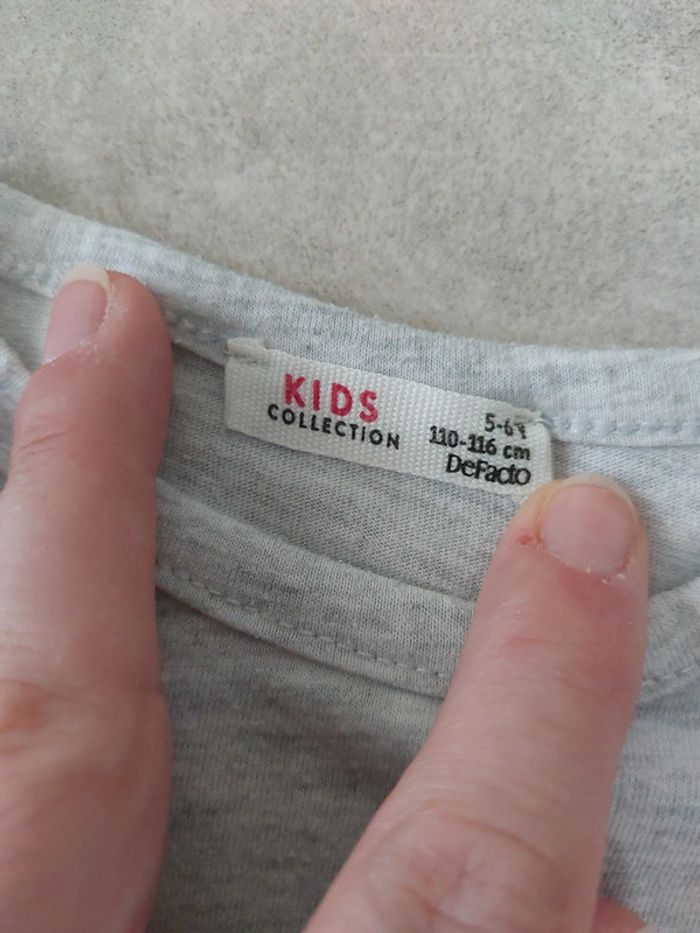 KIDS
COLLECTION
5-6Y
110-116 cm
DeFacto